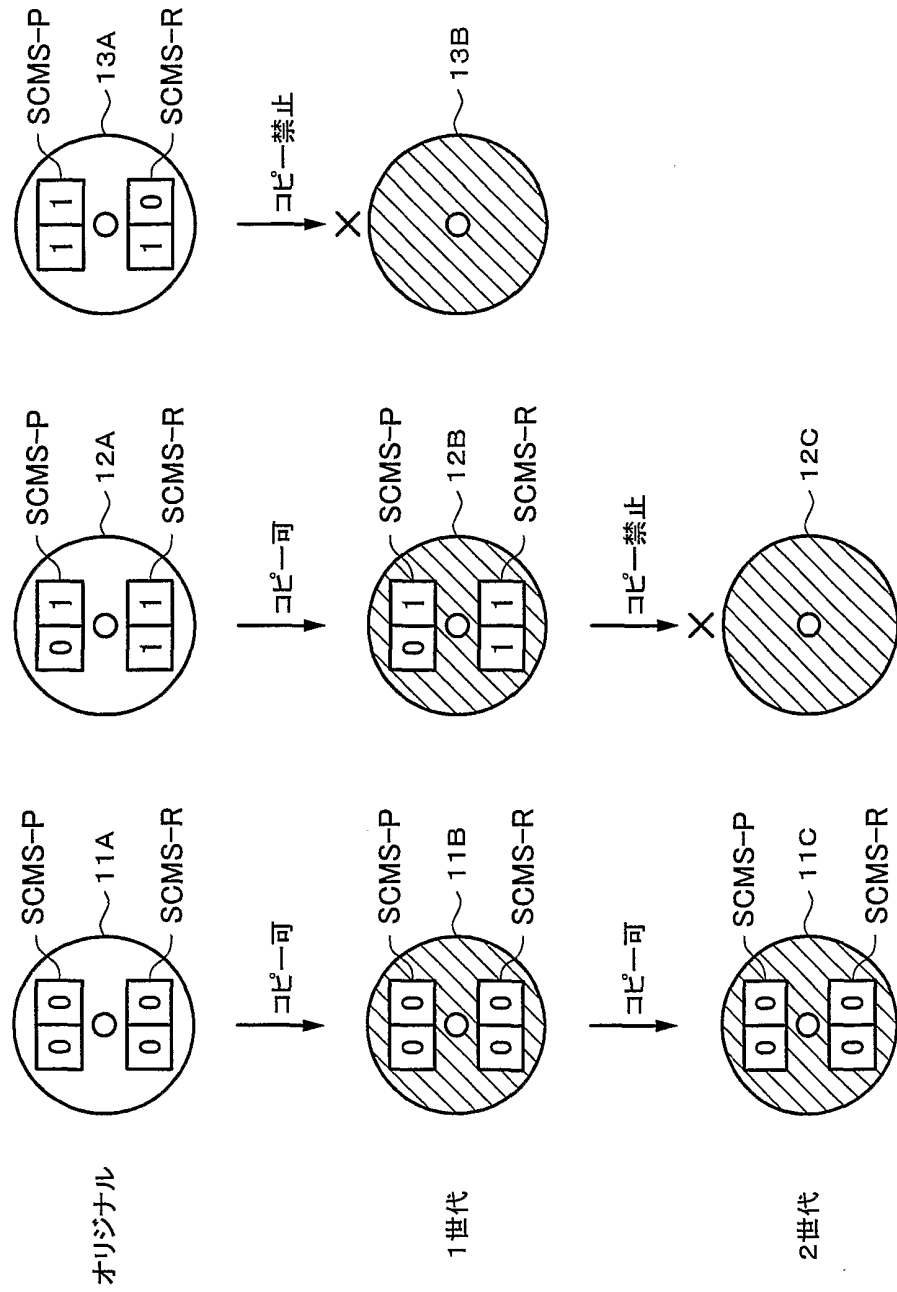 オリジナル
0 0 SCMS-P
11A
0 0 SCMS-R
0 1 SCMS-P
12A
1 1 SCMS-R
1 1 SCMS-P
13A
1 0 SCMS-R
コピー可
コピー可
コピー禁止
1世代
0 0 SCMS-P
11B
0 0 SCMS-R
0 1 SCMS-P
12B
1 1 SCMS-R
13B
コピー可
コピー禁止
2世代
0 0 SCMS-P
11C
0 0 SCMS-R
12C